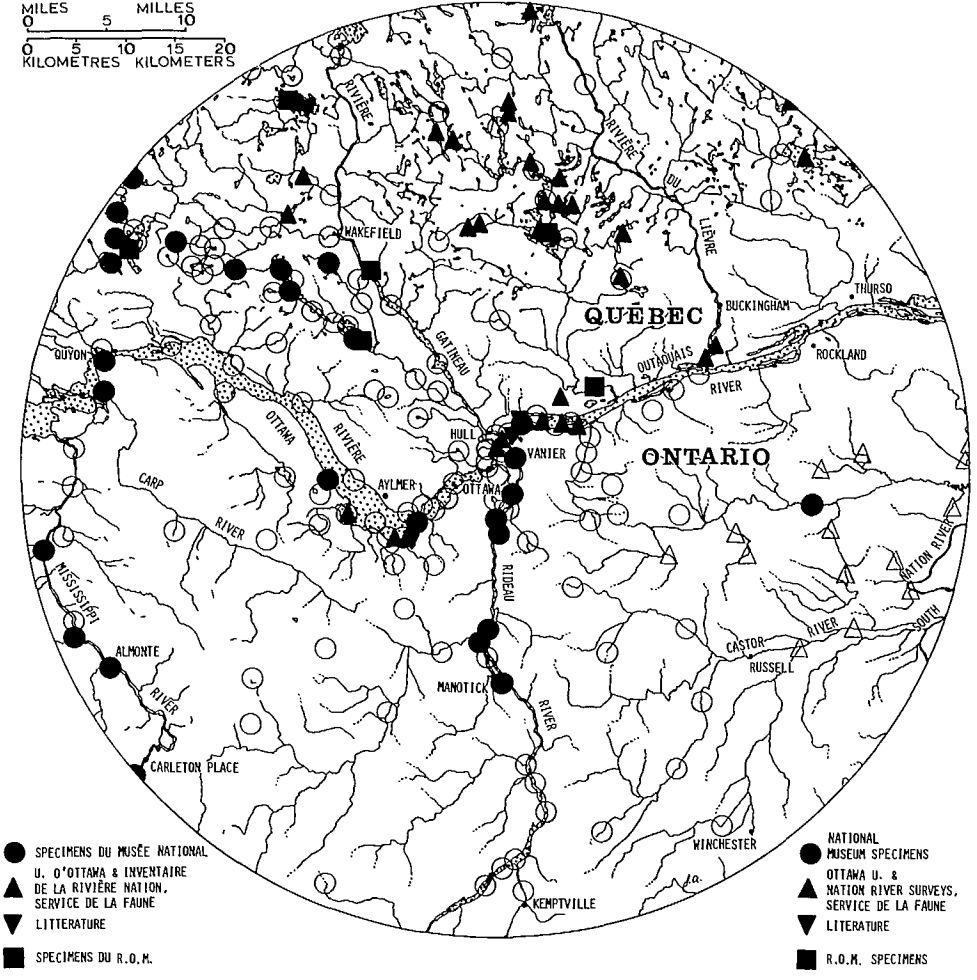 MILES MILLES
0 5 10
0 5 10 15 20
KILOMÈTRES KILOMETERS
RIVIÈRE
RIVIÈRE
DU
LIÈVRE
WAKEFIELD
THURSO
BUCKINGHAM
QUÉBEC
GATINEAU
QUYON
OUTAOUAIS
ROCKLAND
RIVER
OTTAWA
RIVIÈRE
HULL
VANIER
ONTARIO
CARP
AYLMER
OTTAWA
RIVER
NATION RIVER
RIDEAU
MISSISSIPPI
SOUTH
RIVER
CASTOR
ALMONTE
RUSSELL
MANOTICK
RIVER
RIVER
CARLETON PLACE
WINCHESTER
KEMPTVILLE
SPECIMENS DU MUSÉE NATIONAL
U. O'OTTAWA & INVENTAIRE
DE LA RIVIÈRE NATION,
SERVICE DE LA FAUNE
LITTERATURE
SPECIMENS DU R.O.M.
NATIONAL
MUSEUM SPECIMENS
OTTAWA U. &
NATION RIVER SURVEYS,
SERVICE DE LA FAUNE
LITERATURE
R.O.M. SPECIMENS